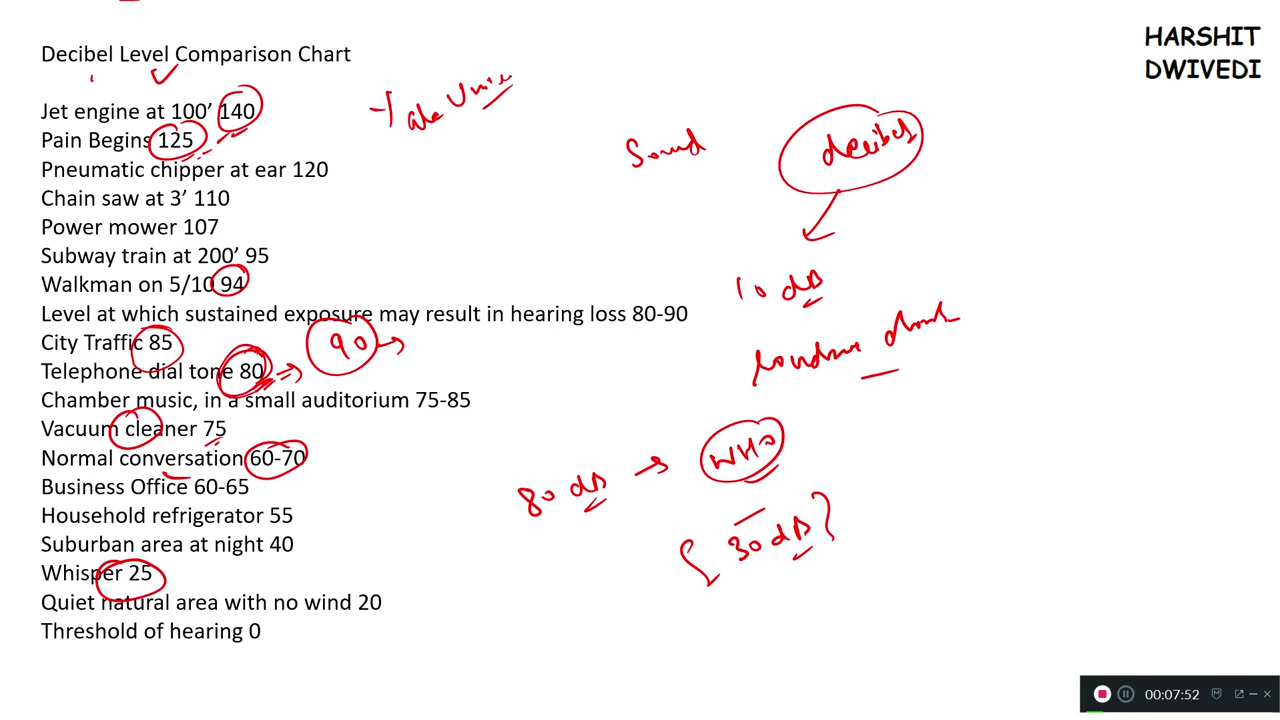 HARSHIT
DWIVEDI
Decibel Level Comparison Chart
Jet engine at 100’ 140
Pain Begins 125
Pneumatic chipper at ear 120
Chain saw at 3’ 110
Power mower 107
Subway train at 200’ 95
Walkman on 5/10 94
Level at which sustained exposure may result in hearing loss 80-90
City Traffic 85
Telephone dial tone 80
Chamber music, in a small auditorium 75-85
Vacuum cleaner 75
Normal conversation 60-70
Business Office 60-65
Household refrigerator 55
Suburban area at night 40
Whisper 25
Quiet natural area with no wind 20
Threshold of hearing 0
Sound
decibel
10 dB
90
80 dB → WHO
{ 30 dB }
00:07:52